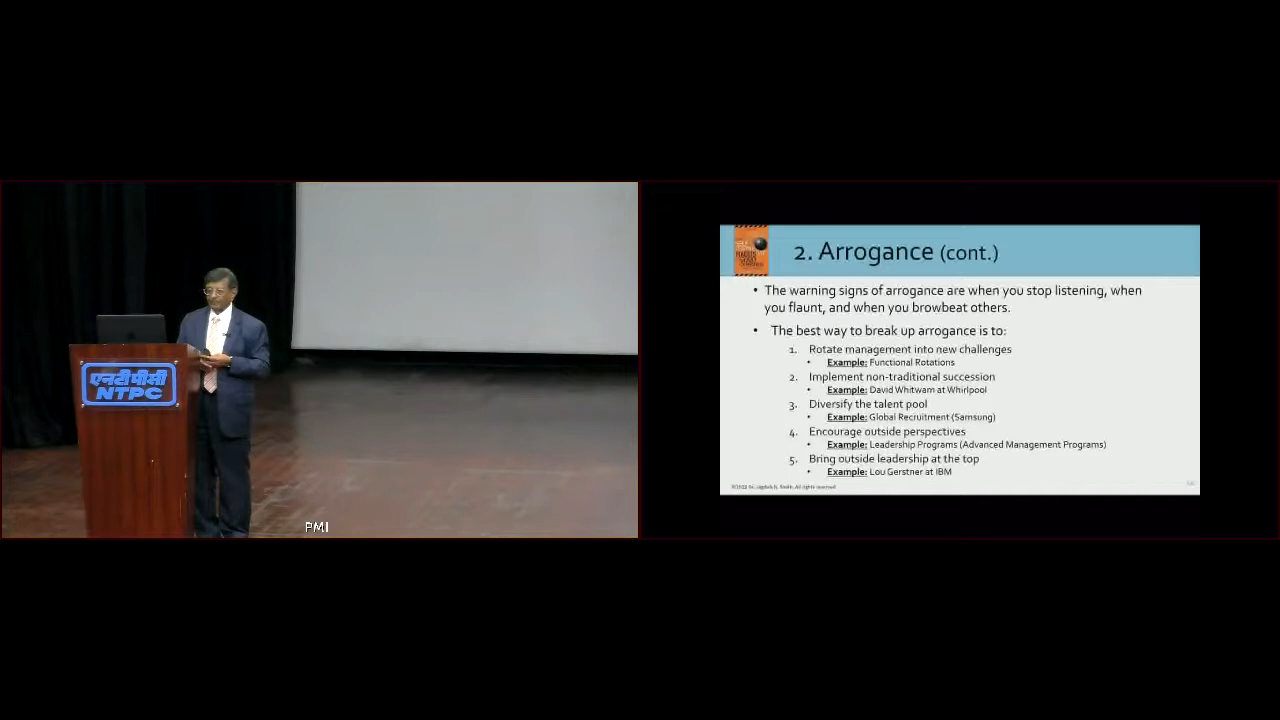 एनटीपीसी
NTPC
PMI
2. Arrogance (cont.)
• The warning signs of arrogance are when you stop listening, when
you flaunt, and when you browbeat others.
• The best way to break up arrogance is to:
1. Rotate management into new challenges
• Example: Functional Rotations
2. Implement non-traditional succession
• Example: David Whitwam at Whirlpool
3. Diversify the talent pool
• Example: Global Recruitment (Samsung)
4. Encourage outside perspectives
• Example: Leadership Programs (Advanced Management Programs)
5. Bring outside leadership at the top
• Example: Lou Gerstner at IBM
All rights reserved